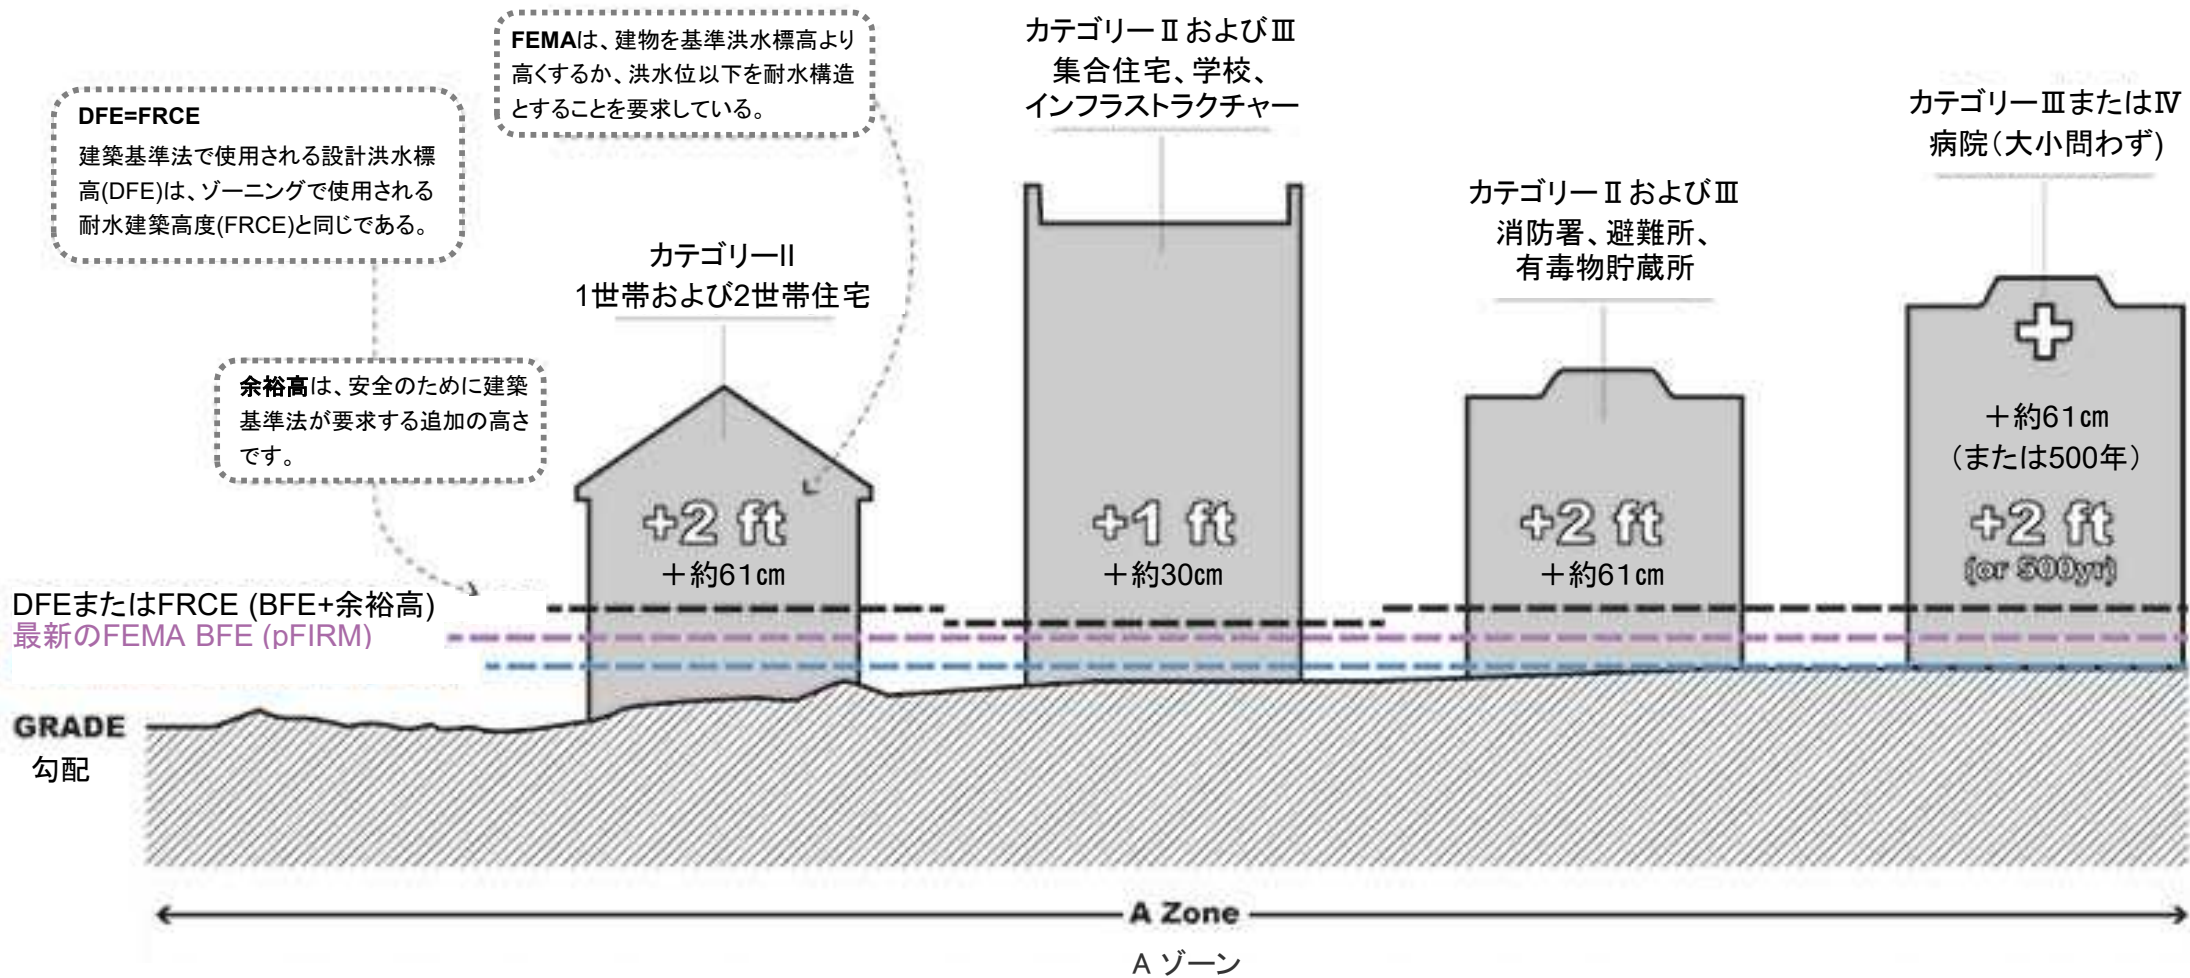 FEMAは、建物を基準洪水標高より
高くするか、洪水位以下を耐水構造
とすることを要求している。
DFE=FRCE
建築基準法で使用される設計洪水標
高(DFE)は、ゾーニングで使用される
耐水建築高度(FRCE)と同じである。
余裕高は、安全のために建築
基準法が要求する追加の高さ
です。
カテゴリーII
1世帯および2世帯住宅
カテゴリーⅡおよびⅢ
集合住宅、学校、
インフラストラクチャー
カテゴリーⅡおよびⅢ
消防署、避難所、
有毒物貯蔵所
カテゴリーⅢまたはⅣ
病院（大小問わず)
+2 ft
＋約61㎝
+1 ft
＋約30㎝
+2 ft
＋約61㎝
＋約61㎝
（または500年）
+2 ft
(or 500yr)
DFEまたはFRCE (BFE+余裕高)
最新のFEMA BFE (pFIRM)
GRADE
勾配
A Zone
A ゾーン